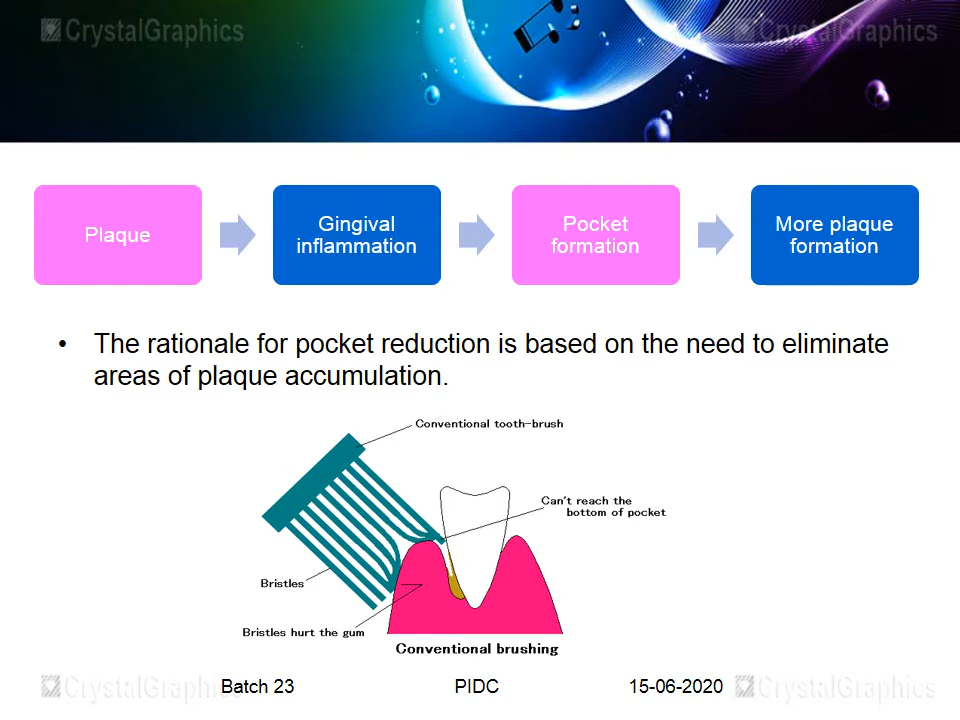 CrystalGraphics
CrystalGraphics
Plaque
Gingival
inflammation
Pocket
formation
More plaque
formation
• The rationale for pocket reduction is based on the need to eliminate
areas of plaque accumulation.
Conventional tooth-brush
Can't reach the
bottom of pocket
Bristles
Bristles hurt the gum
Conventional brushing
CrystalGraphics
Batch 23
PIDC
15-06-2020
CrystalGraphics